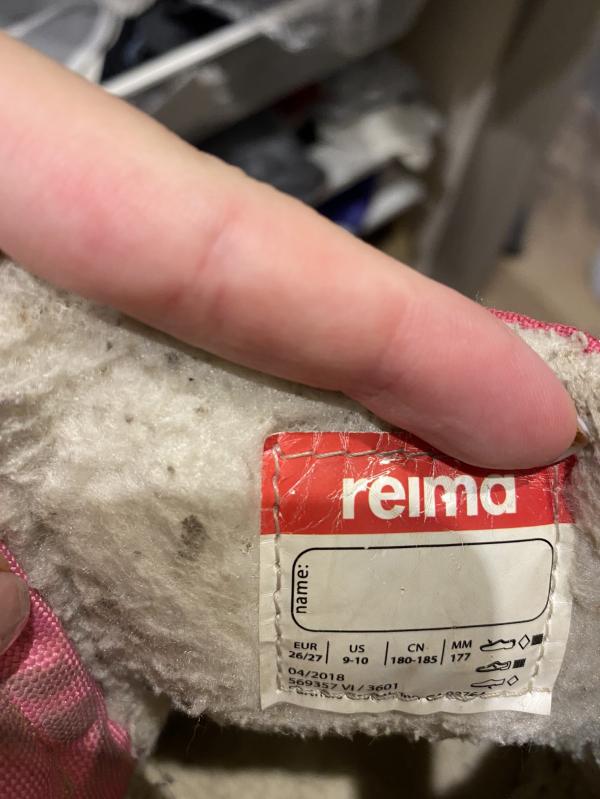 reima
name:
EUR 26/27 | US 9-10 | CN 180-185 | MM 177
04/2018
569357 VI / 3601